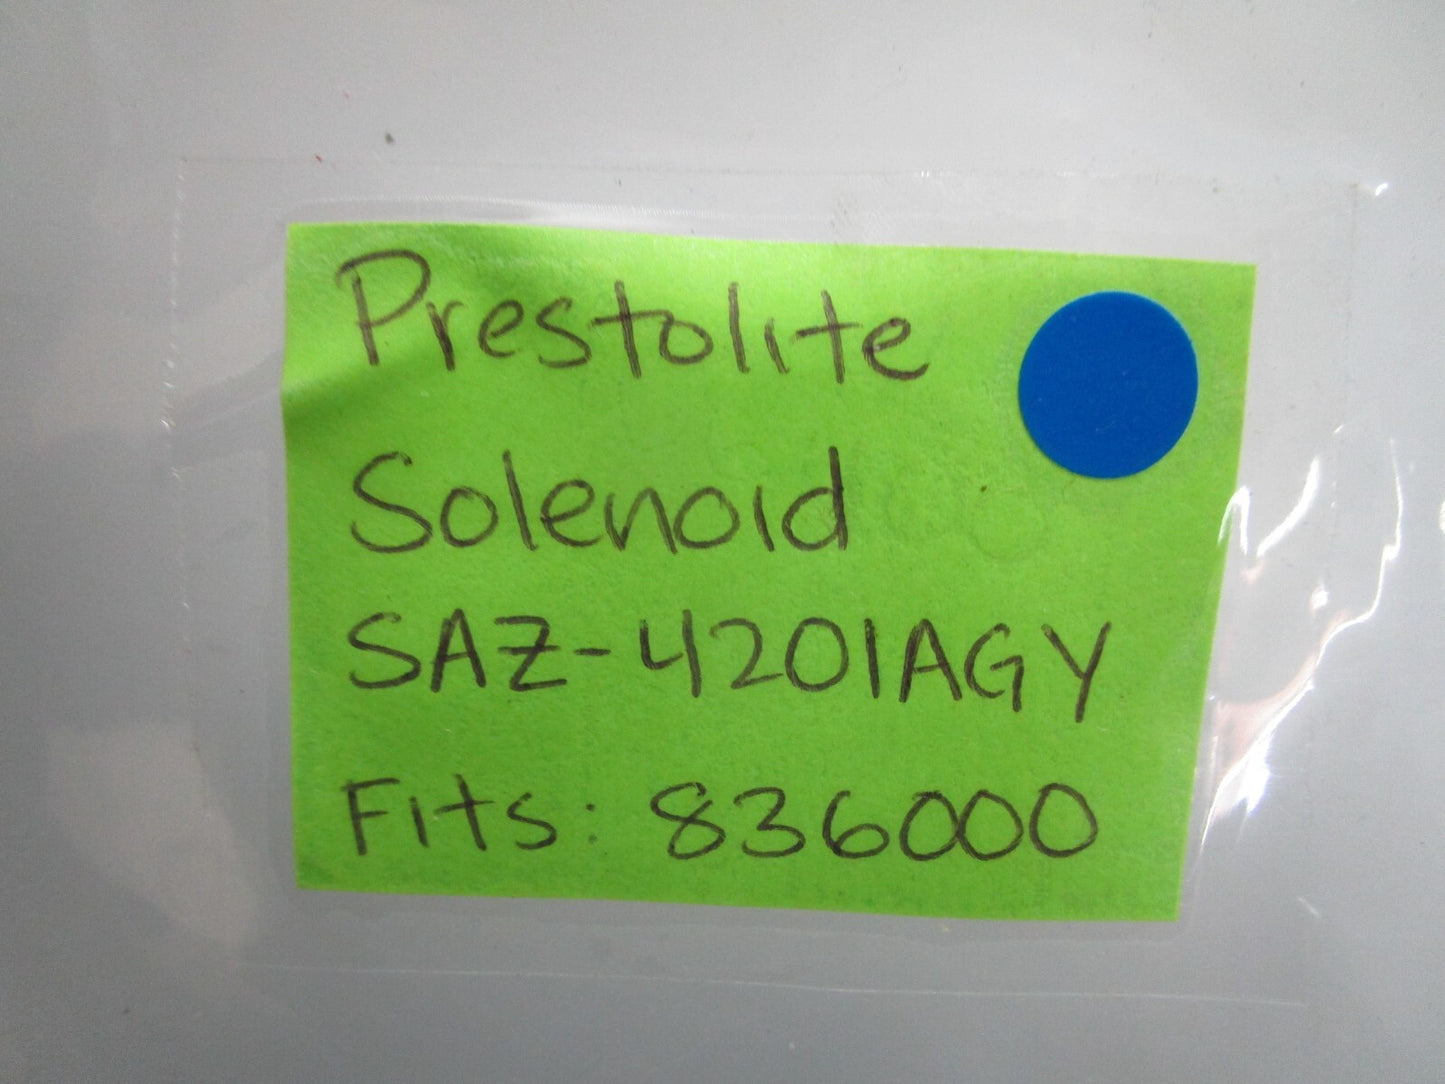 Prestolite
Solenoid
SAZ-4201AGY
Fits: 836000